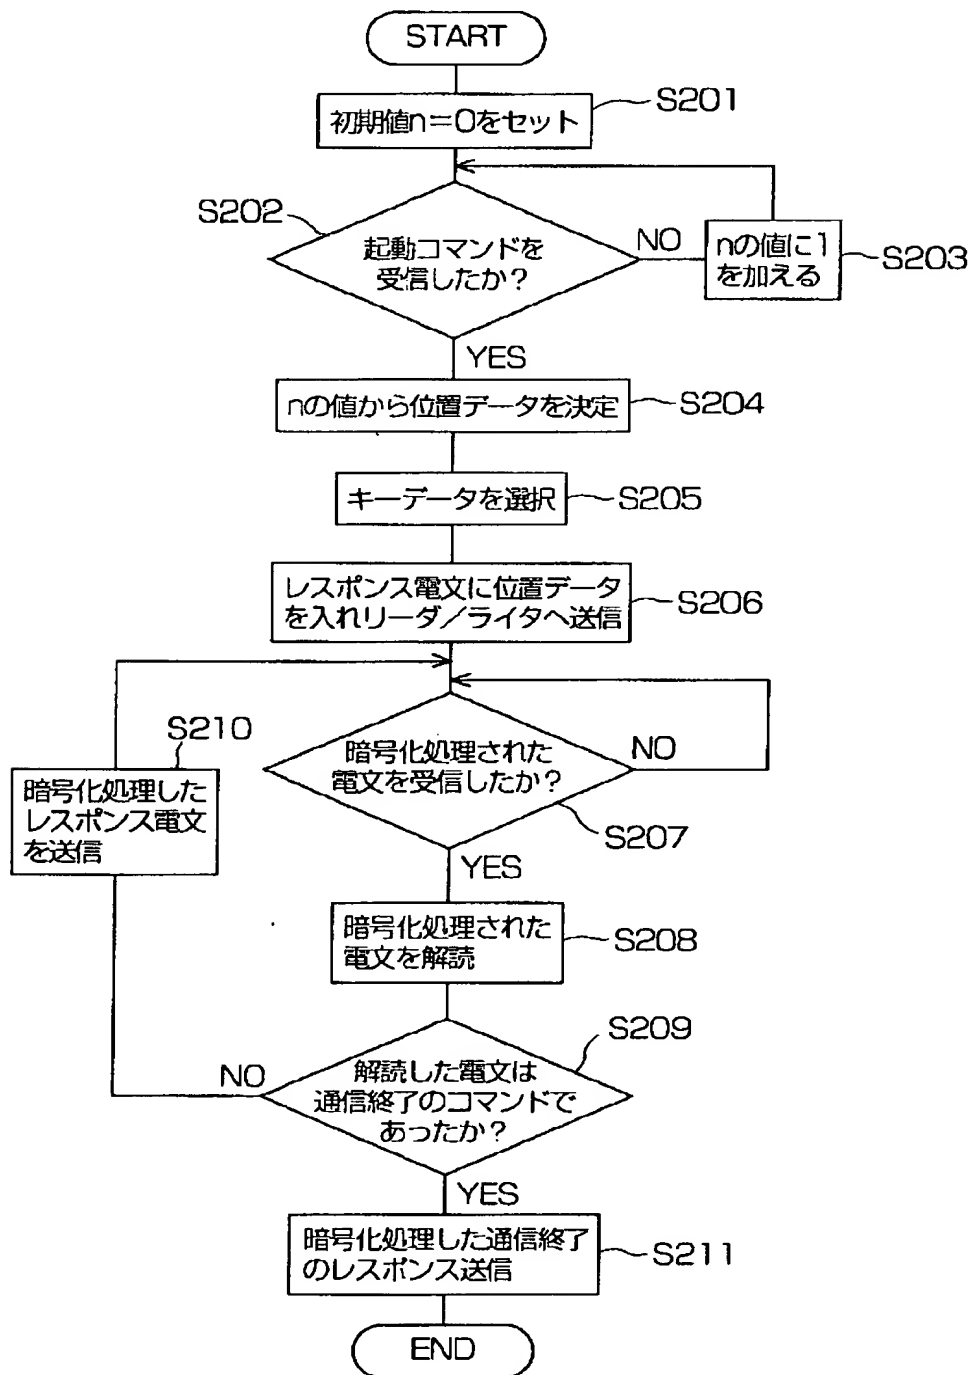 START
初期値n=0をセット
S201
S202
起動コマンドを
受信したか?
NO
nの値に1
を加える
S203
YES
nの値から位置データを決定
S204
キーデータを選択
S205
レスポンス電文に位置データ
を入れリーダ/ライタへ送信
S206
S210
暗号化処理した
レスポンス電文
を送信
暗号化処理された
電文を受信したか?
NO
S207
YES
暗号化処理された
電文を解読
S208
S209
NO
解読した電文は
通信終了のコマンドで
あったか?
YES
暗号化処理した通信終了
のレスポンス送信
S211
END